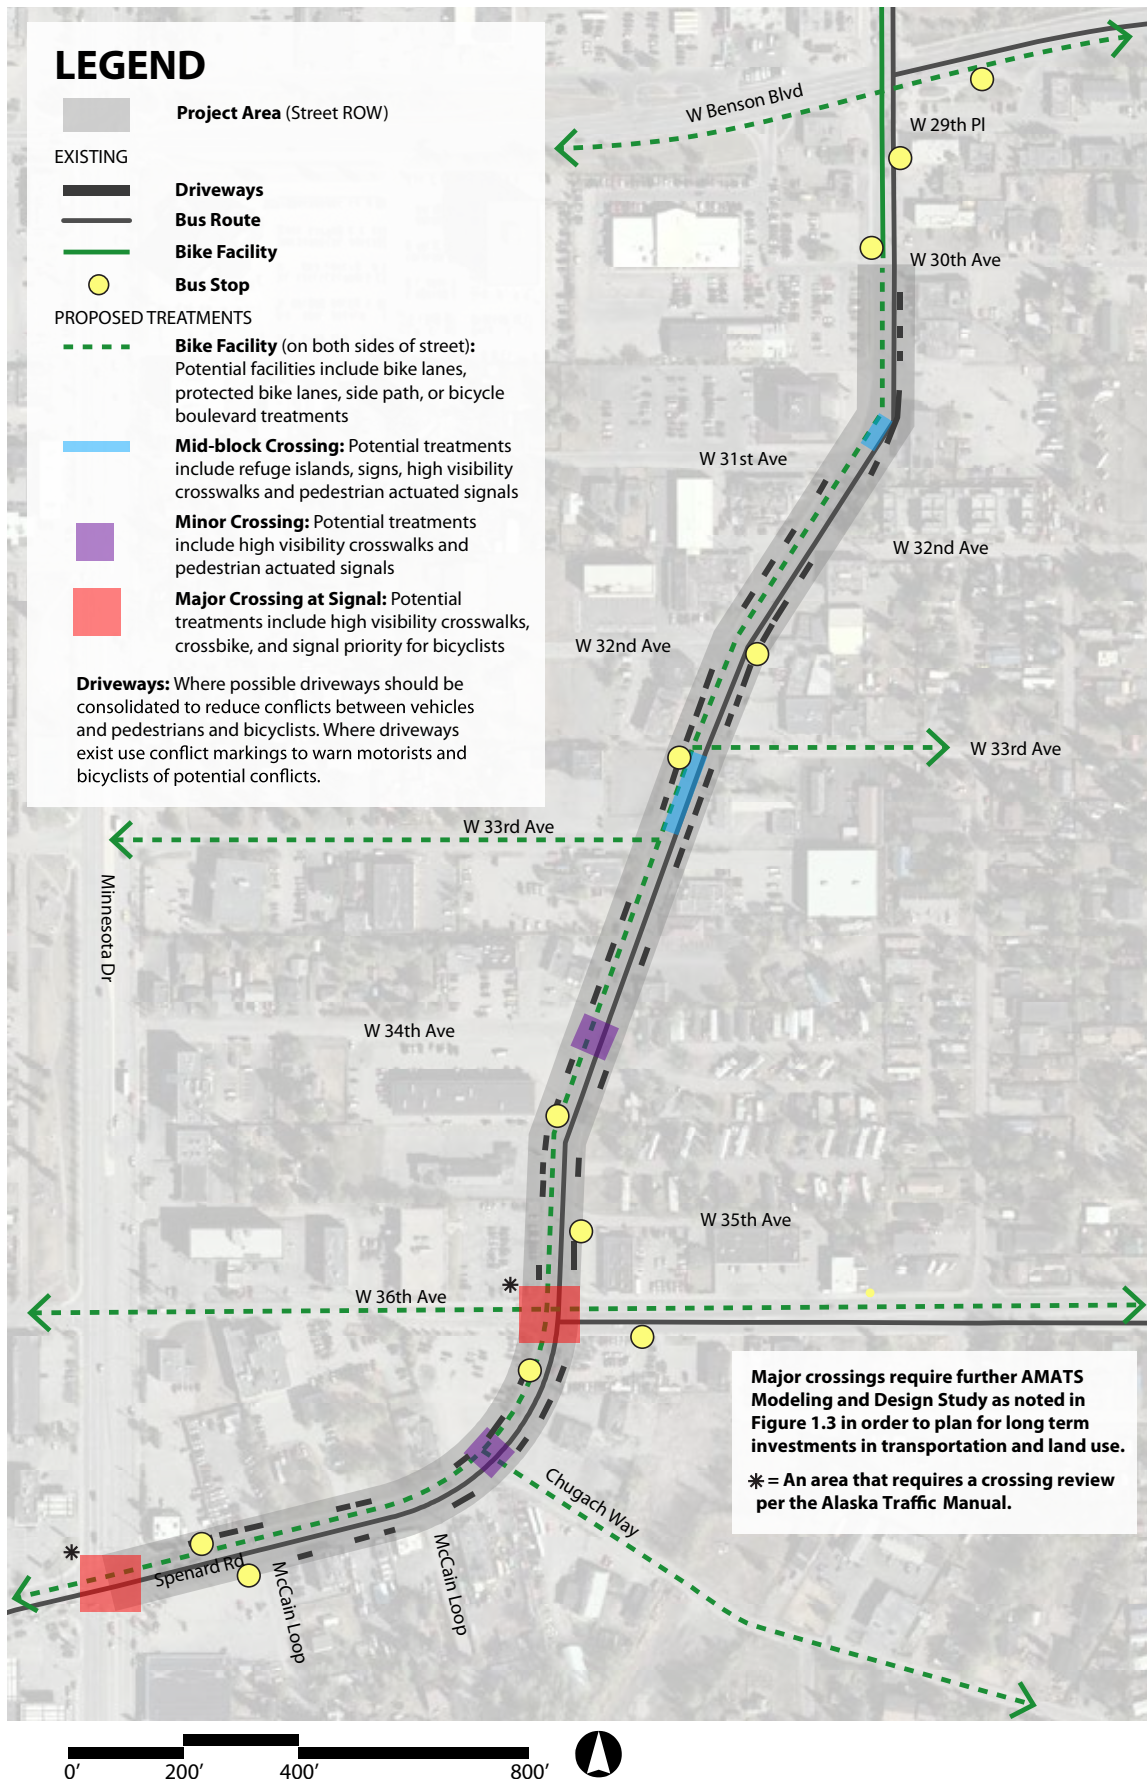 LEGEND
Project Area (Street ROW)
EXISTING
Driveways
Bus Route
Bike Facility
Bus Stop
PROPOSED TREATMENTS
Bike Facility (on both sides of street):
Potential facilities include bike lanes,
protected bike lanes, side path, or bicycle
boulevard treatments
Mid-block Crossing: Potential treatments
include refuge islands, signs, high visibility
crosswalks and pedestrian actuated signals
Minor Crossing: Potential treatments
include high visibility crosswalks and
pedestrian actuated signals
Major Crossing at Signal: Potential
treatments include high visibility crosswalks,
crossbike, and signal priority for bicyclists
Driveways: Where possible driveways should be
consolidated to reduce conflicts between vehicles
and pedestrians and bicyclists. Where driveways
exist use conflict markings to warn motorists and
bicyclists of potential conflicts.
W Benson Blvd
W 29th Pl
W 30th Ave
W 31st Ave
W 32nd Ave
W 32nd Ave
W 33rd Ave
W 33rd Ave
Minnesota Dr
W 34th Ave
W 35th Ave
*
W 36th Ave
Major crossings require further AMATS
Modeling and Design Study as noted in
Figure 1.3 in order to plan for long term
investments in transportation and land use.
* = An area that requires a crossing review
per the Alaska Traffic Manual.
Chugach Way
*
Spenard Rd
McCain Loop
McCain Loop
0' 200' 400' 800'